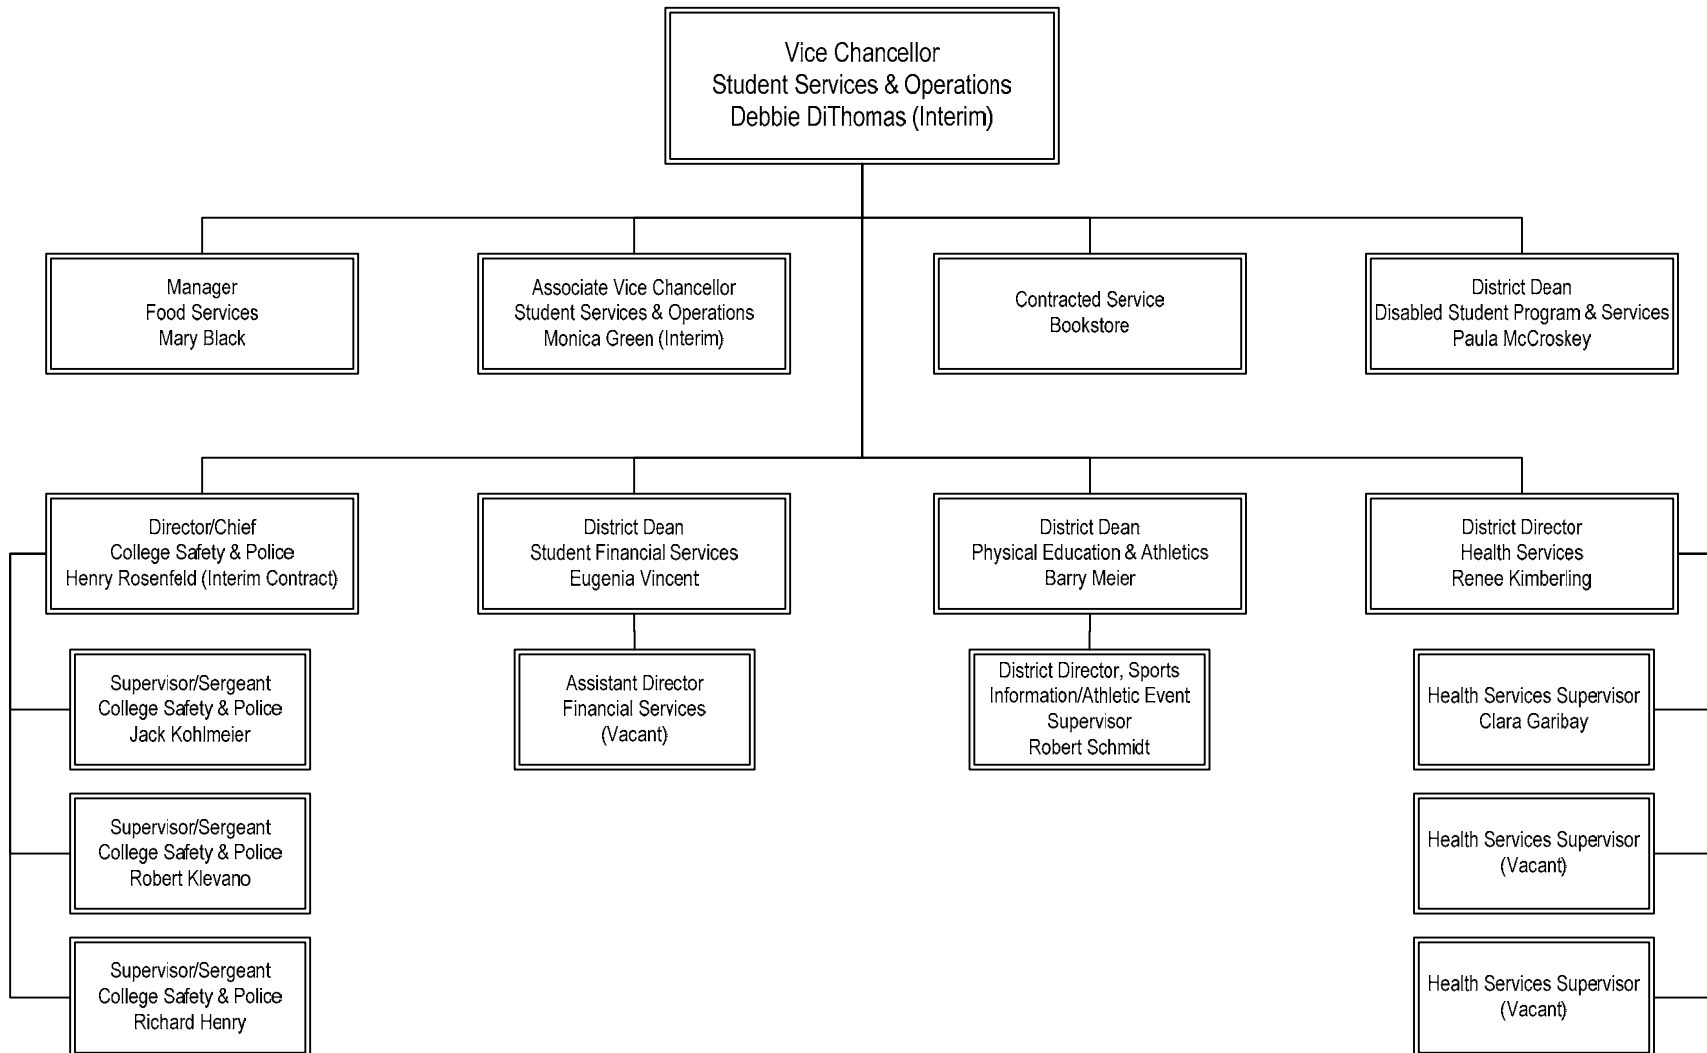 Vice Chancellor
Student Services & Operations
Debbie DiThomas (Interim)
Manager
Food Services
Mary Black
Associate Vice Chancellor
Student Services & Operations
Monica Green (Interim)
Contracted Service
Bookstore
District Dean
Disabled Student Program & Services
Paula McCroskey
Director/Chief
College Safety & Police
Henry Rosenfeld (Interim Contract)
District Dean
Student Financial Services
Eugenia Vincent
District Dean
Physical Education & Athletics
Barry Meier
District Director
Health Services
Renee Kimberling
Supervisor/Sergeant
College Safety & Police
Jack Kohlmeier
Assistant Director
Financial Services
(Vacant)
District Director, Sports
Information/Athletic Event
Supervisor
Robert Schmidt
Health Services Supervisor
Clara Garibay
Supervisor/Sergeant
College Safety & Police
Robert Klevano
Health Services Supervisor
(Vacant)
Supervisor/Sergeant
College Safety & Police
Richard Henry
Health Services Supervisor
(Vacant)